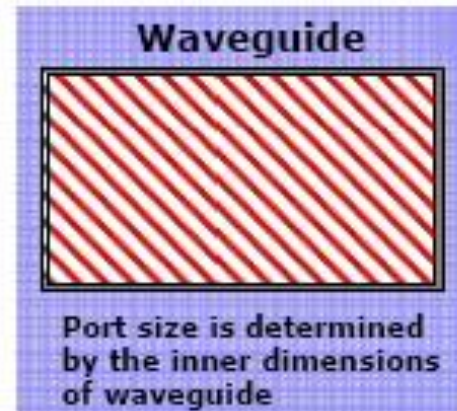 Waveguide
Port size is determined
by the inner dimensions
of waveguide